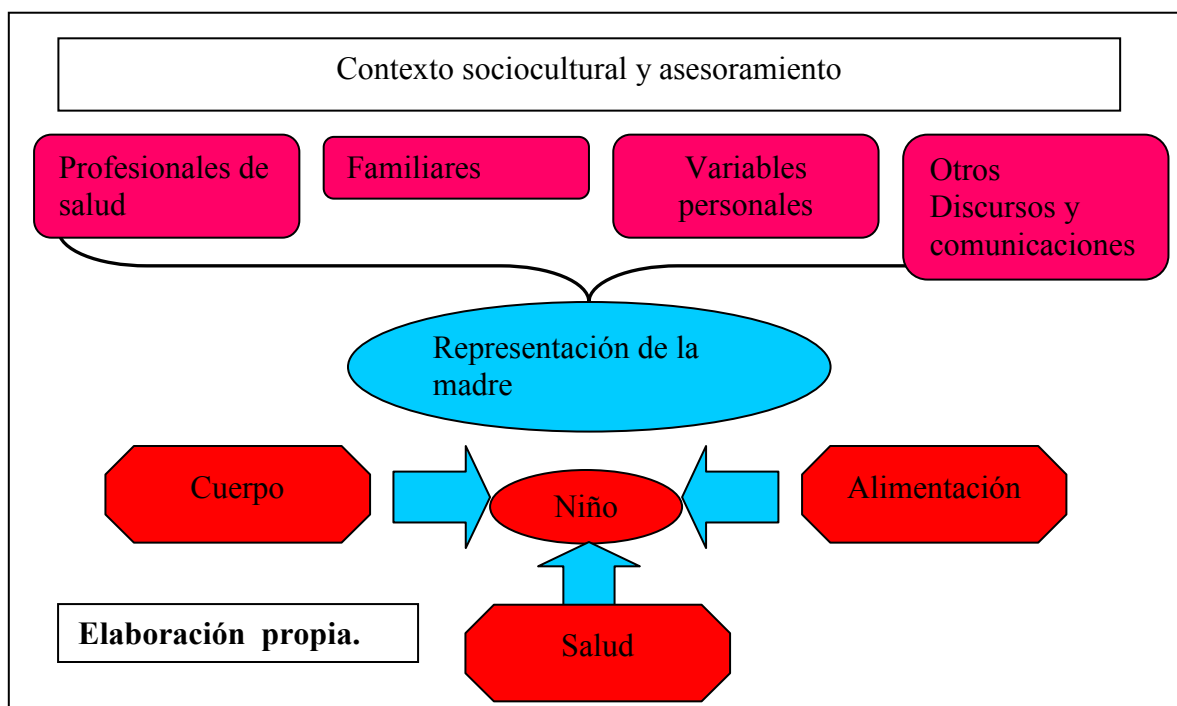 Contexto sociocultural y asesoramiento
Profesionales de
salud
Familiares
Variables
personales
Otros
Discursos y
comunicaciones
Representación de la
madre
Cuerpo
Niño
Alimentación
Salud
Elaboración propia.